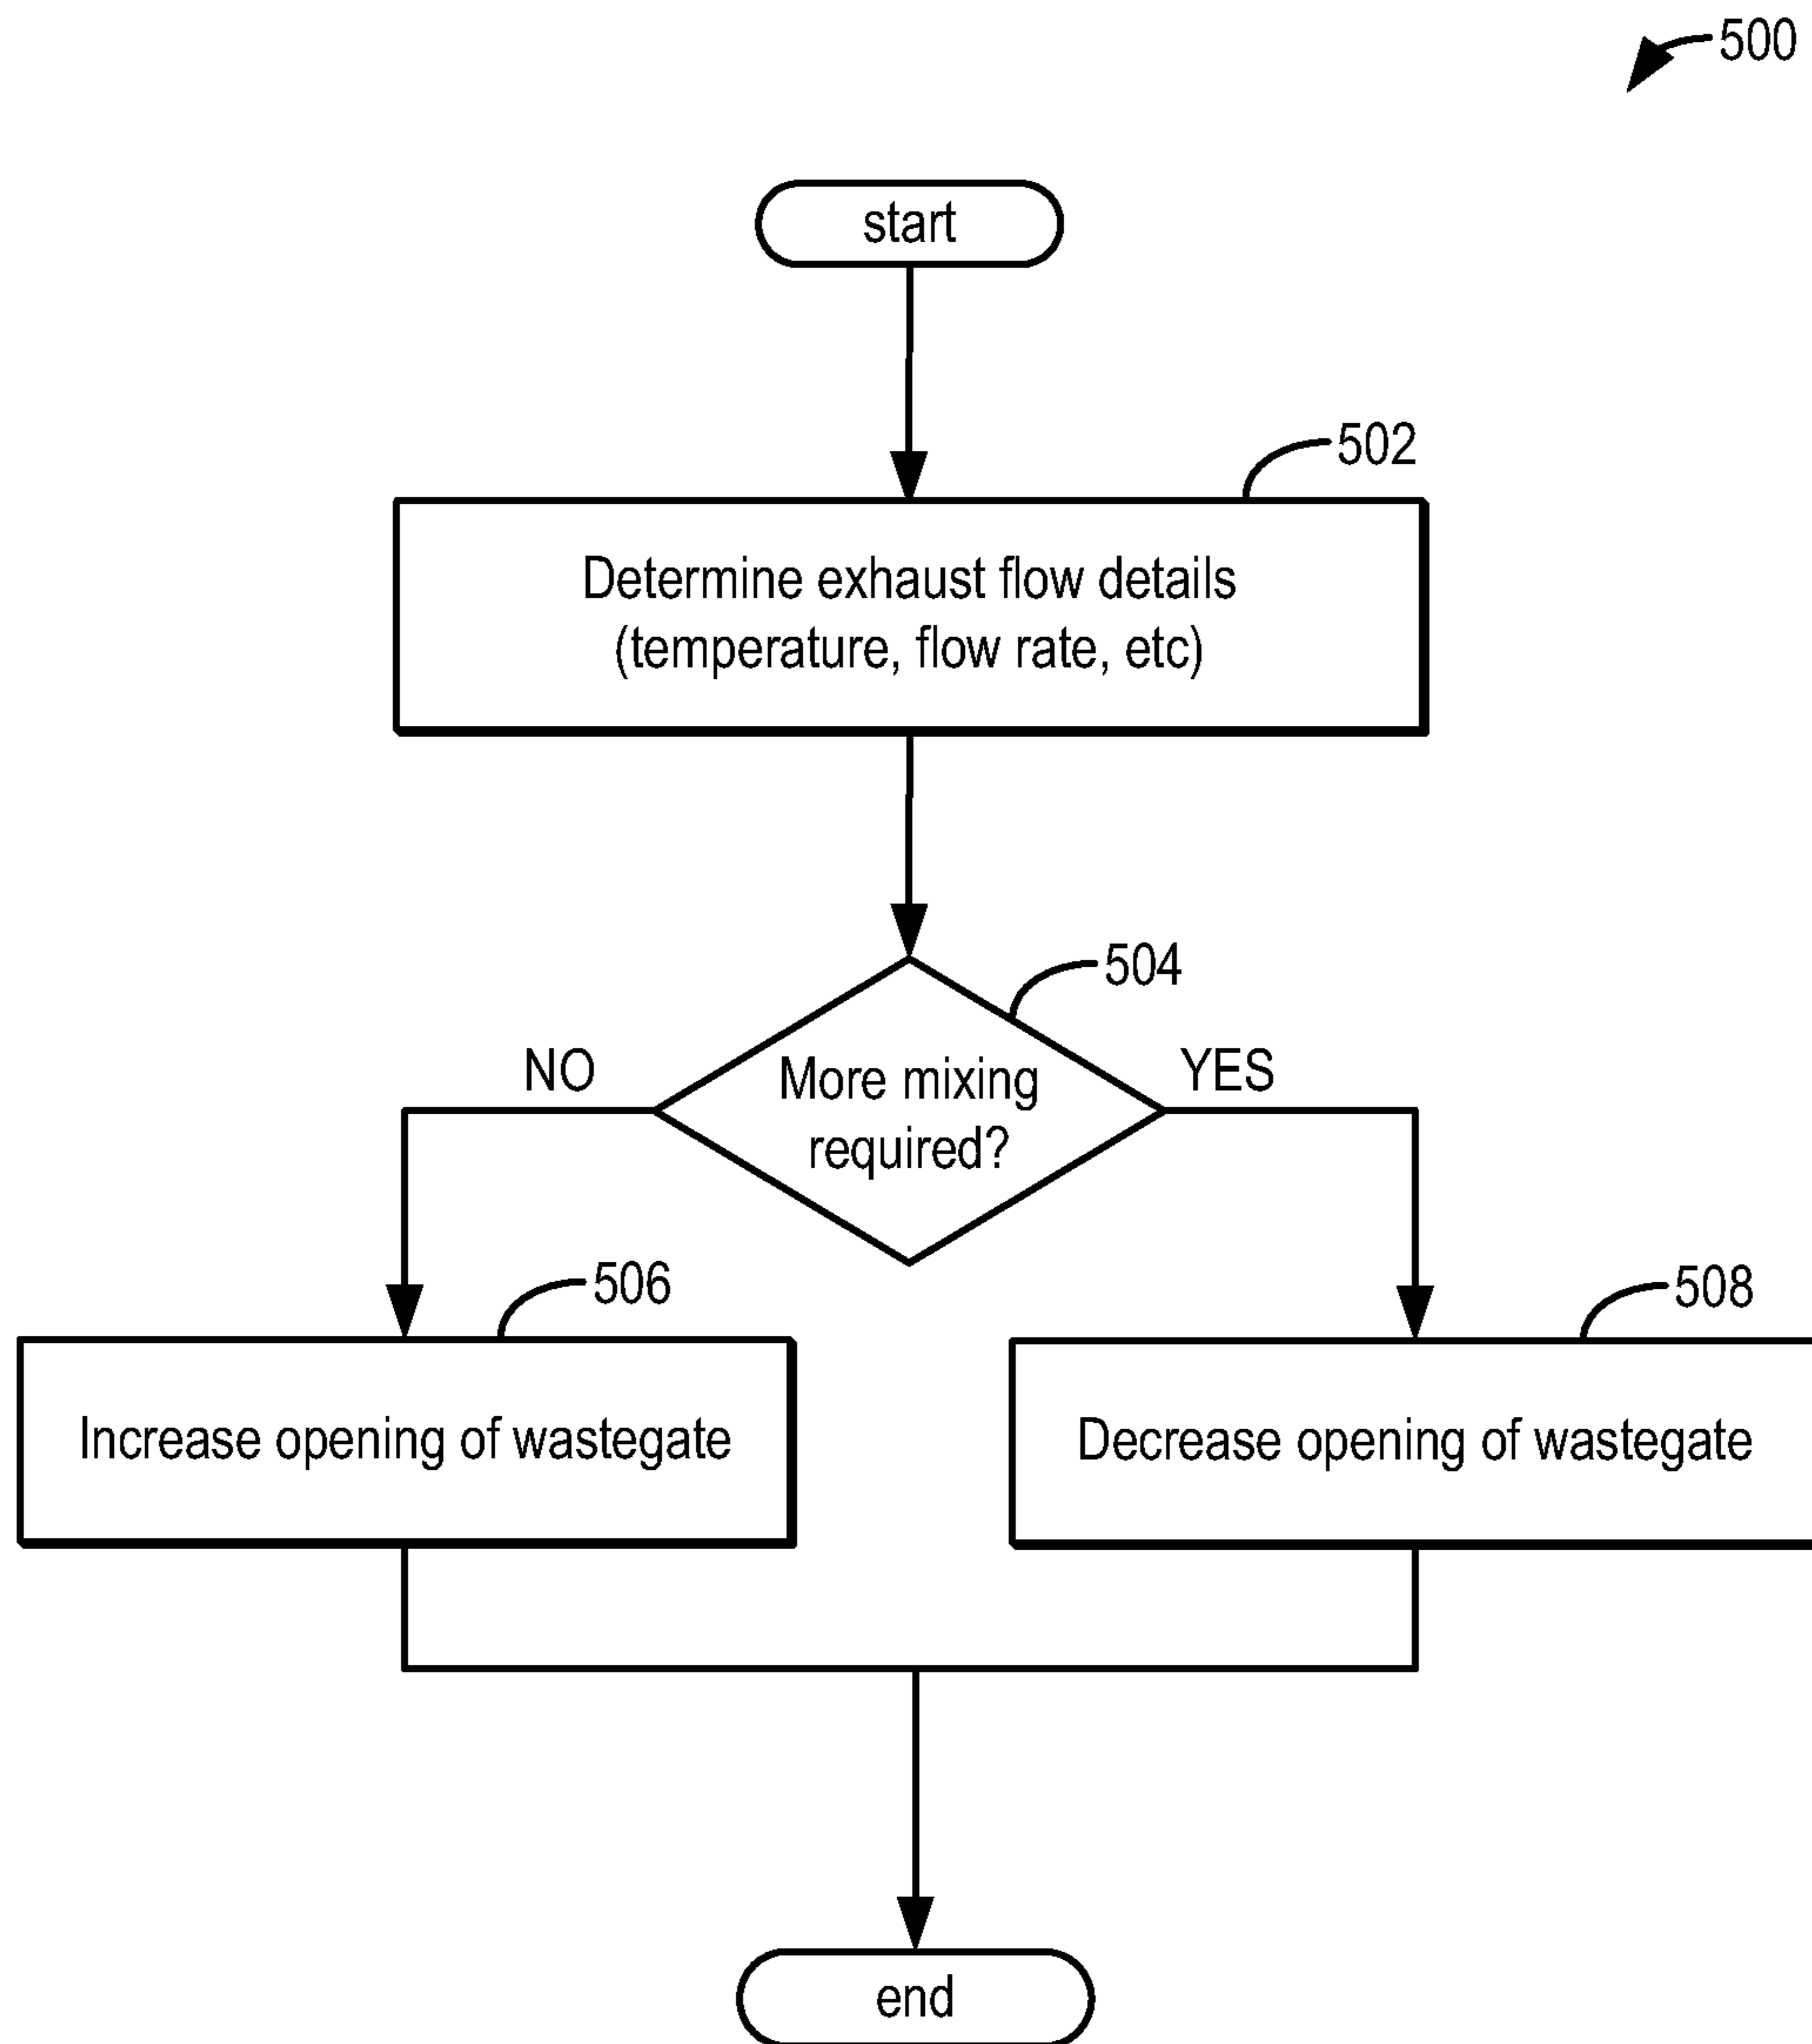 500
start
502
Determine exhaust flow details
(temperature, flow rate, etc)
504
NO
More mixing
required?
YES
506
508
Increase opening of wastegate
Decrease opening of wastegate
end